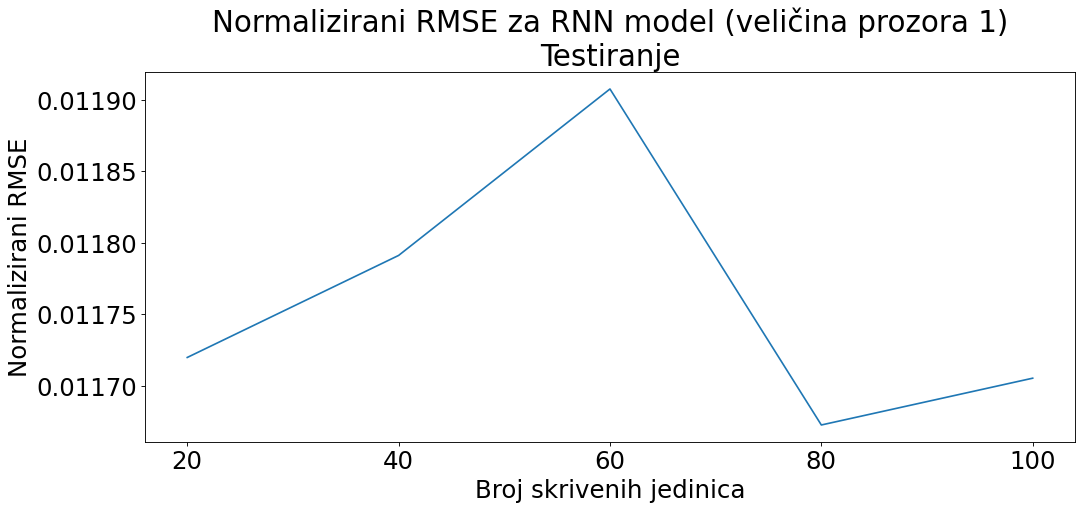 Normalizirani RMSE za RNN model (veličina prozora 1)
Testiranje
Normalizirani RMSE
0.01190
0.01185
0.01180
0.01175
0.01170
20 40 60 80 100
Broj skrivenih jedinica